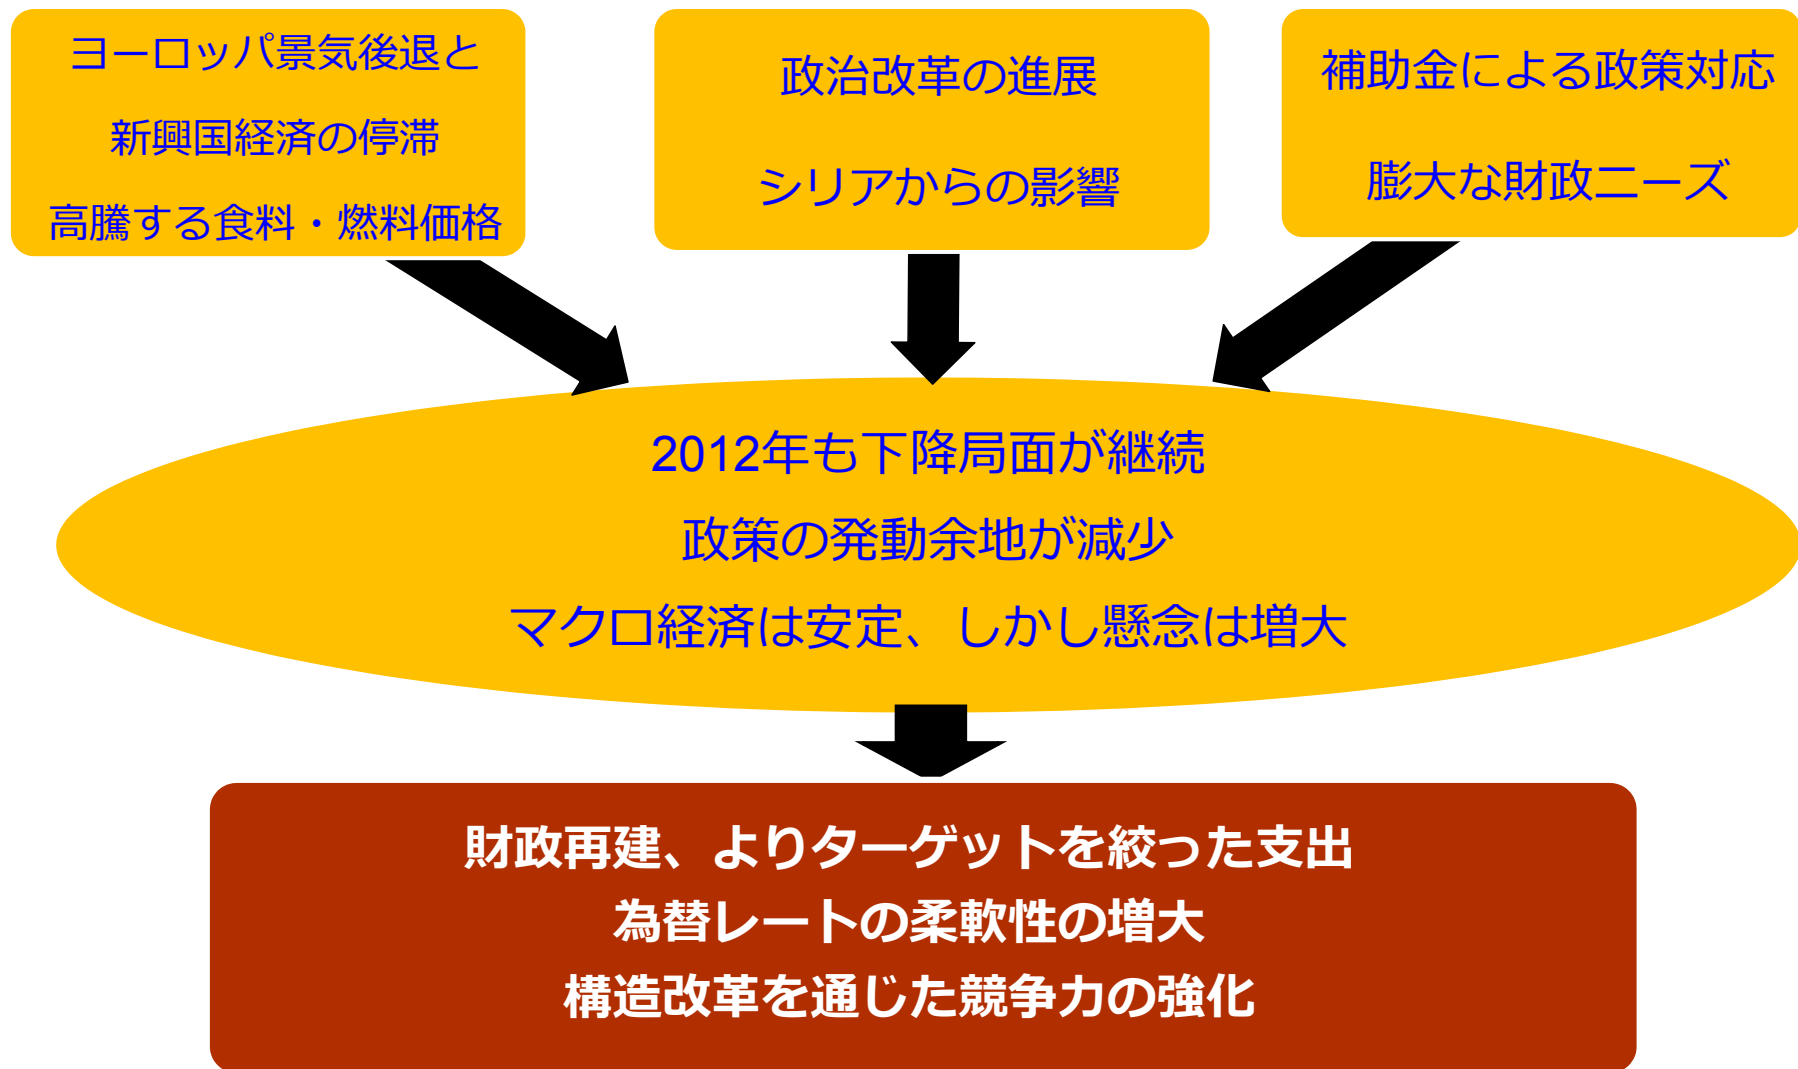 ヨーロッパ景気後退と
新興国経済の停滞
高騰する食料・燃料価格
政治改革の進展
シリアからの影響
補助金による政策対応
膨大な財政ニーズ
2012年も下降局面が継続
政策の発動余地が減少
マクロ経済は安定、しかし懸念は増大
財政再建、よりターゲットを絞った支出
為替レートの柔軟性の増大
構造改革を通じた競争力の強化